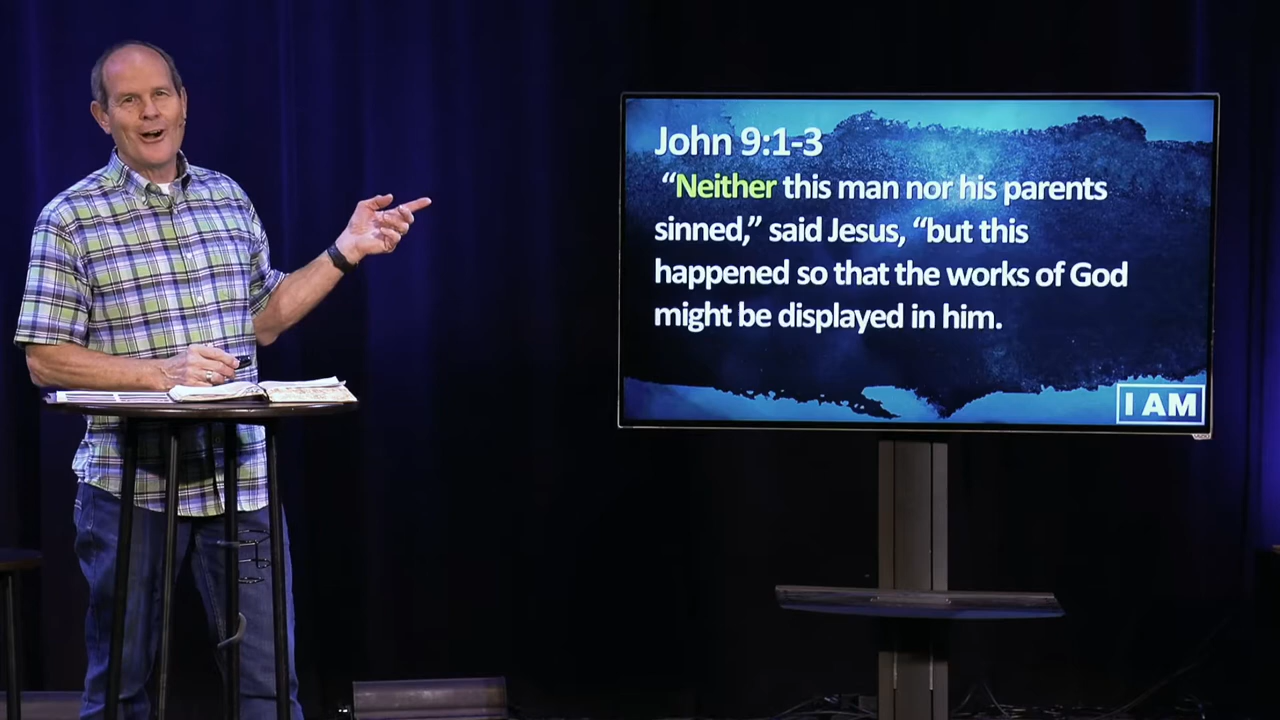 John 9:1-3
“Neither this man nor his parents
sinned,” said Jesus, “but this
happened so that the works of God
might be displayed in him.
I AM